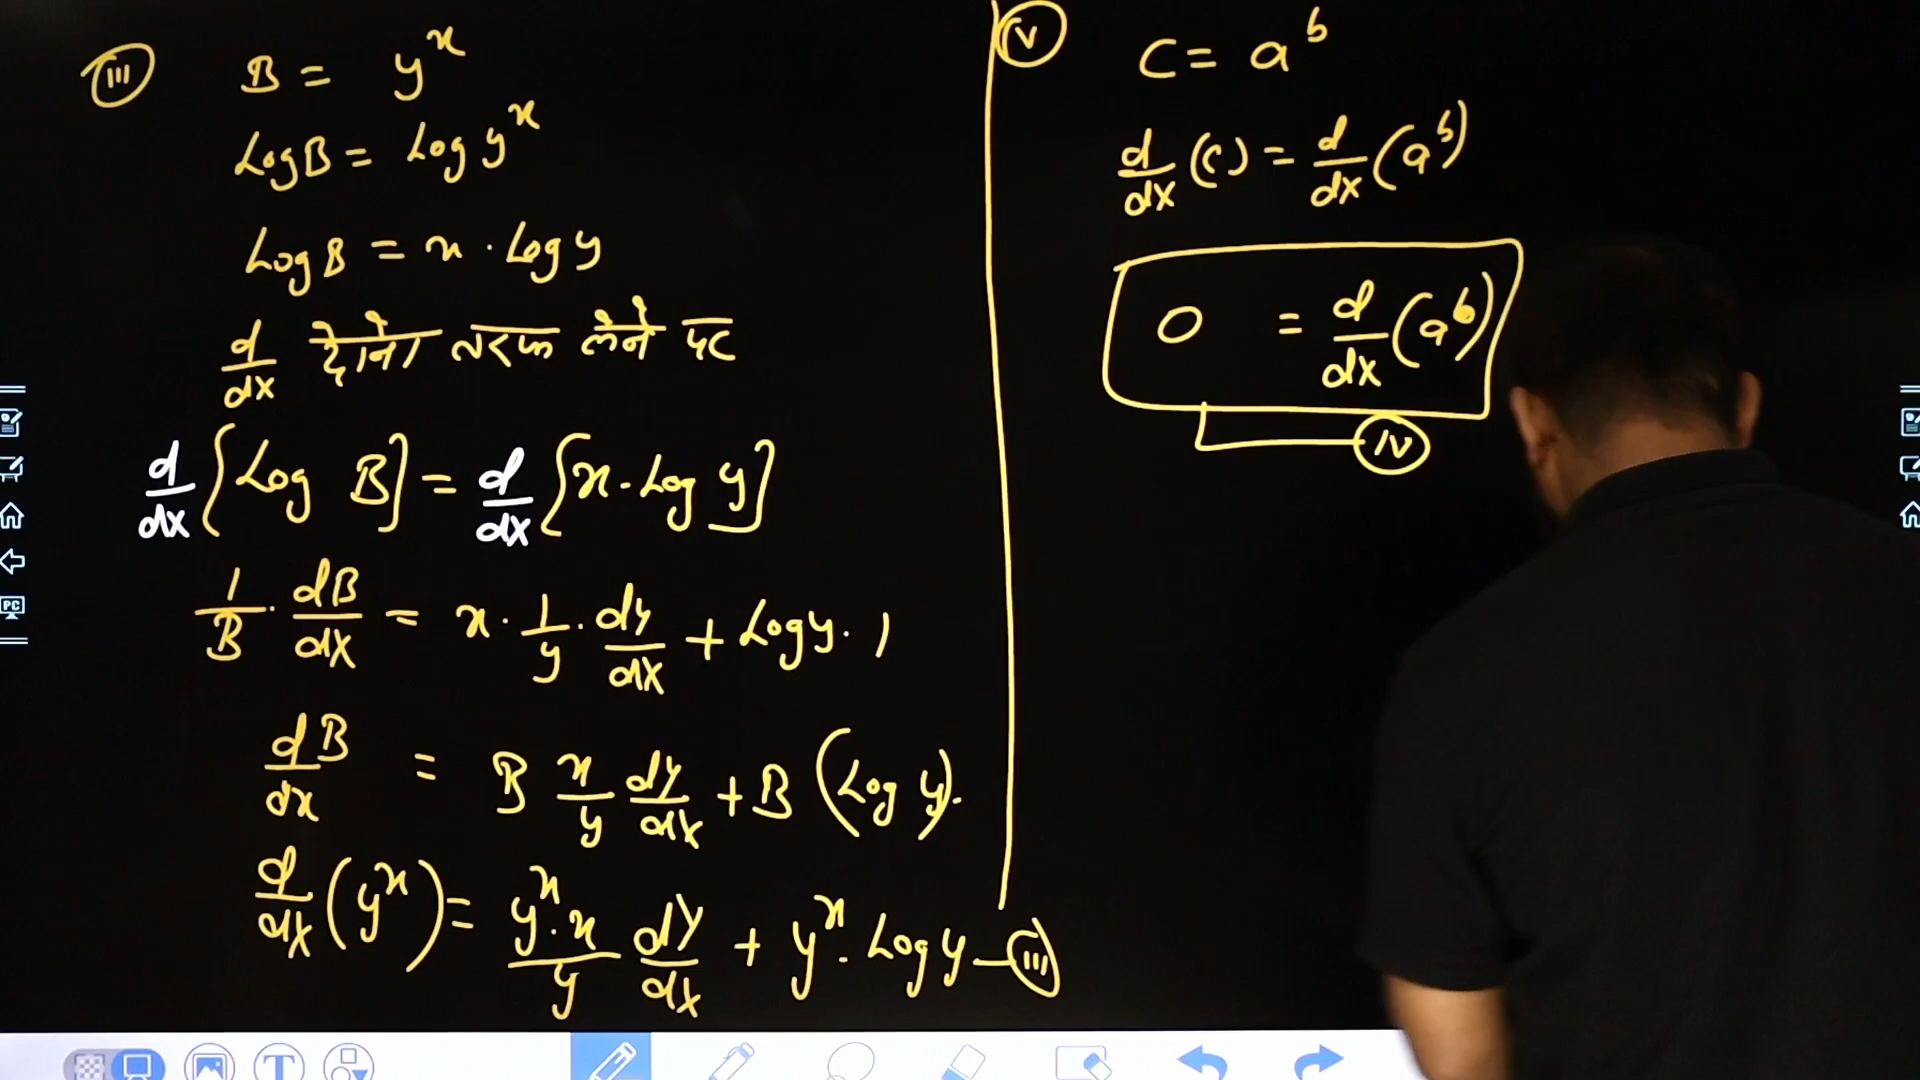 (III) B = y^x
Log B = Log y^x
Log B = x · Log y
d/dx दोनो तरफ लेने पर
d/dx [Log B] = d/dx [x · Log y]
1/B · dB/dx = x · 1/y · dy/dx + Log y · 1
dB/dx = B x/y dy/dx + B (Log y).
d/dx (y^x) = y^x · x/y dy/dx + y^x · Log y —(III)
(V) C = a^b
d/dx (C) = d/dx (a^b)
0 = d/dx (a^b)
(IV)
PC
T